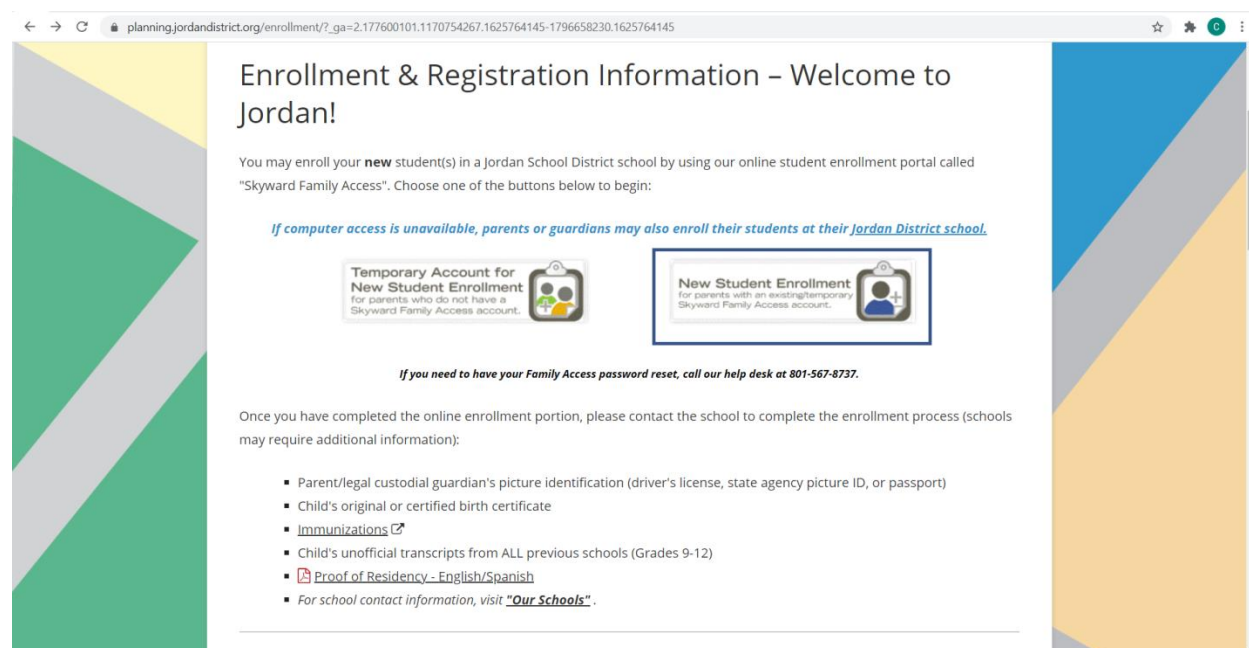 planning.jordandistrict.org/enrollment/?_ga=2.177600101.1170754267.1625764145-1796658230.1625764145
C
Enrollment & Registration Information – Welcome to
Jordan!
You may enroll your new student(s) in a Jordan School District school by using our online student enrollment portal called
"Skyward Family Access". Choose one of the buttons below to begin:
If computer access is unavailable, parents or guardians may also enroll their students at their Jordan District school.
Temporary Account for
New Student Enrollment
for parents who do not have a
Skyward Family Access account.
New Student Enrollment
for parents with an existing/temporary
Skyward Family Access account.
If you need to have your Family Access password reset, call our help desk at 801-567-8737.
Once you have completed the online enrollment portion, please contact the school to complete the enrollment process (schools
may require additional information):
▪ Parent/legal custodial guardian's picture identification (driver's license, state agency picture ID, or passport)
▪ Child's original or certified birth certificate
▪ Immunizations
▪ Child's unofficial transcripts from ALL previous schools (Grades 9-12)
▪ Proof of Residency - English/Spanish
▪ For school contact information, visit "Our Schools" .